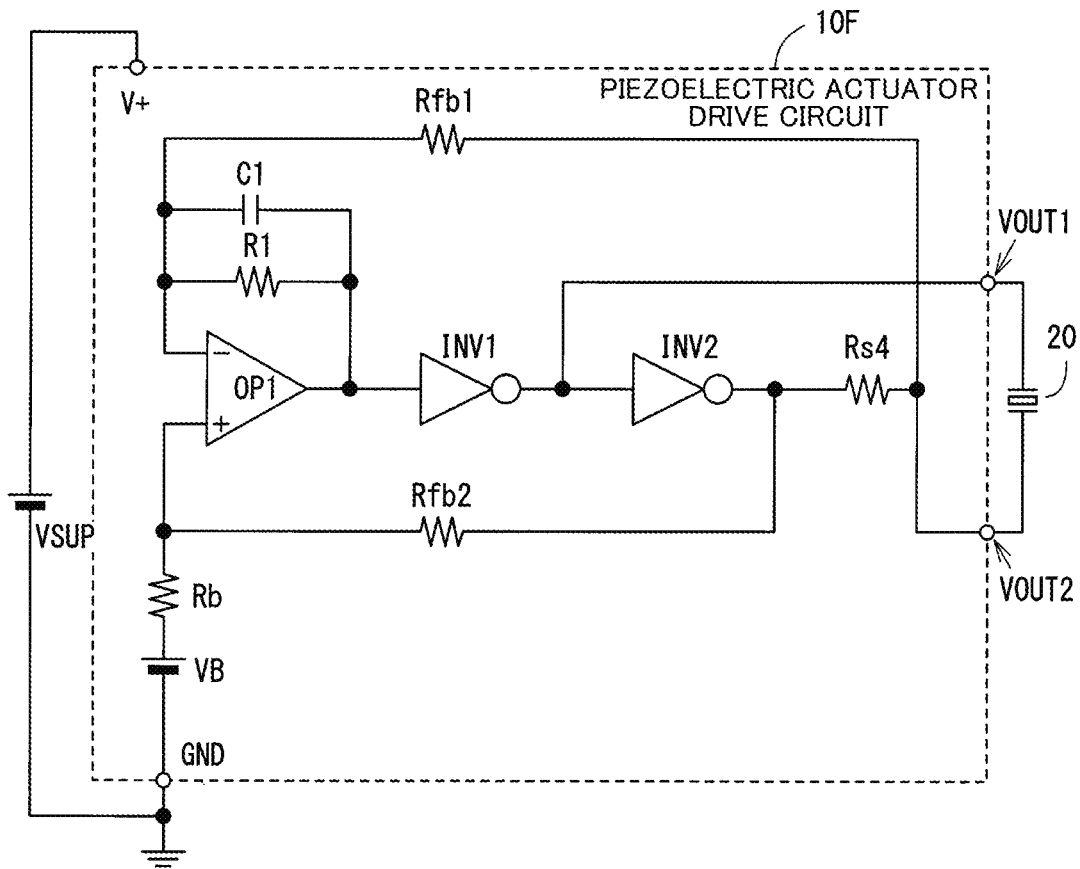 10F
V+
PIEZOELECTRIC ACTUATOR
DRIVE CIRCUIT
Rfb1
C1
R1
VOUT1
INV1
INV2
Rs4
20
−
OP1
+
Rfb2
VSUP
Rb
VOUT2
VB
GND